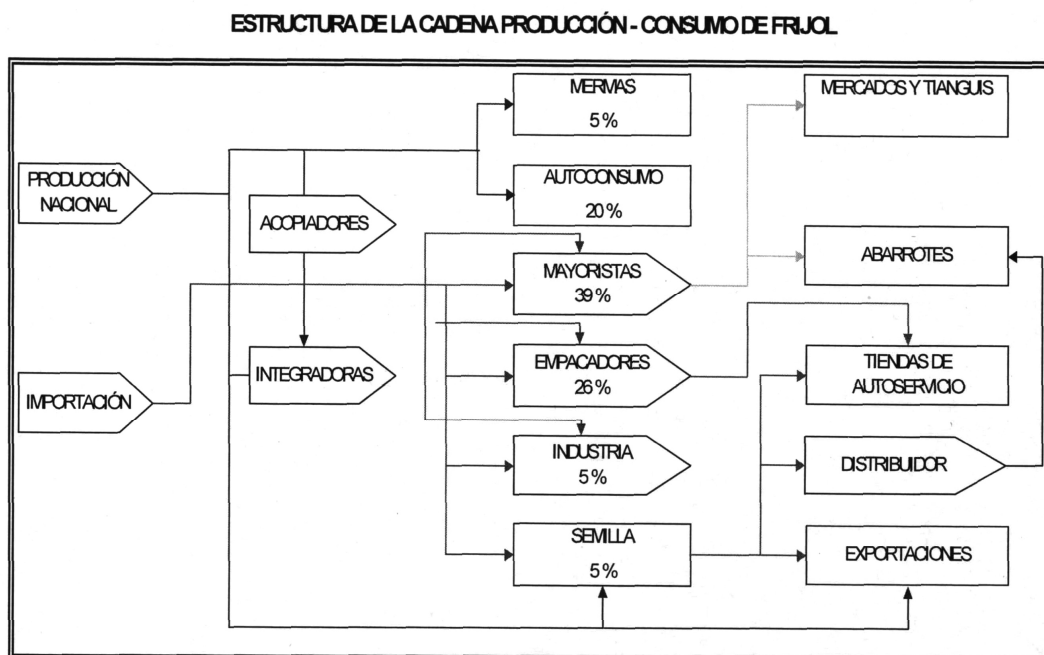 ESTRUCTURA DE LA CADENA PRODUCCIÓN - CONSUMO DE FRIJOL
MERMAS
5%
MERCADOS Y TIANGUIS
PRODUCCIÓN
NACIONAL
AUTOCONSUMO
20%
ACOPIADORES
MAYORISTAS
39%
ABARROTES
IMPORTACIÓN
INTEGRADORAS
EMPACADORES
26%
TIENDAS DE
AUTOSERVICIO
INDUSTRIA
5%
DISTRIBUIDOR
SEMILLA
5%
EXPORTACIONES